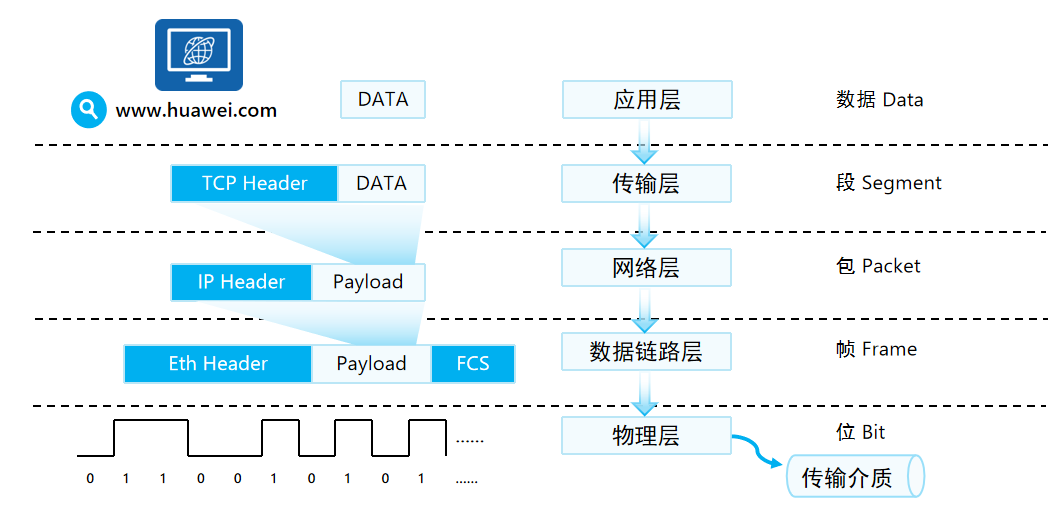 www.huawei.com
DATA
应用层
数据 Data
TCP Header
DATA
传输层
段 Segment
IP Header
Payload
网络层
包 Packet
Eth Header
Payload
FCS
数据链路层
帧 Frame
......
物理层
位 Bit
0 1 1 0 0 1 0 1 0 1 ......
传输介质